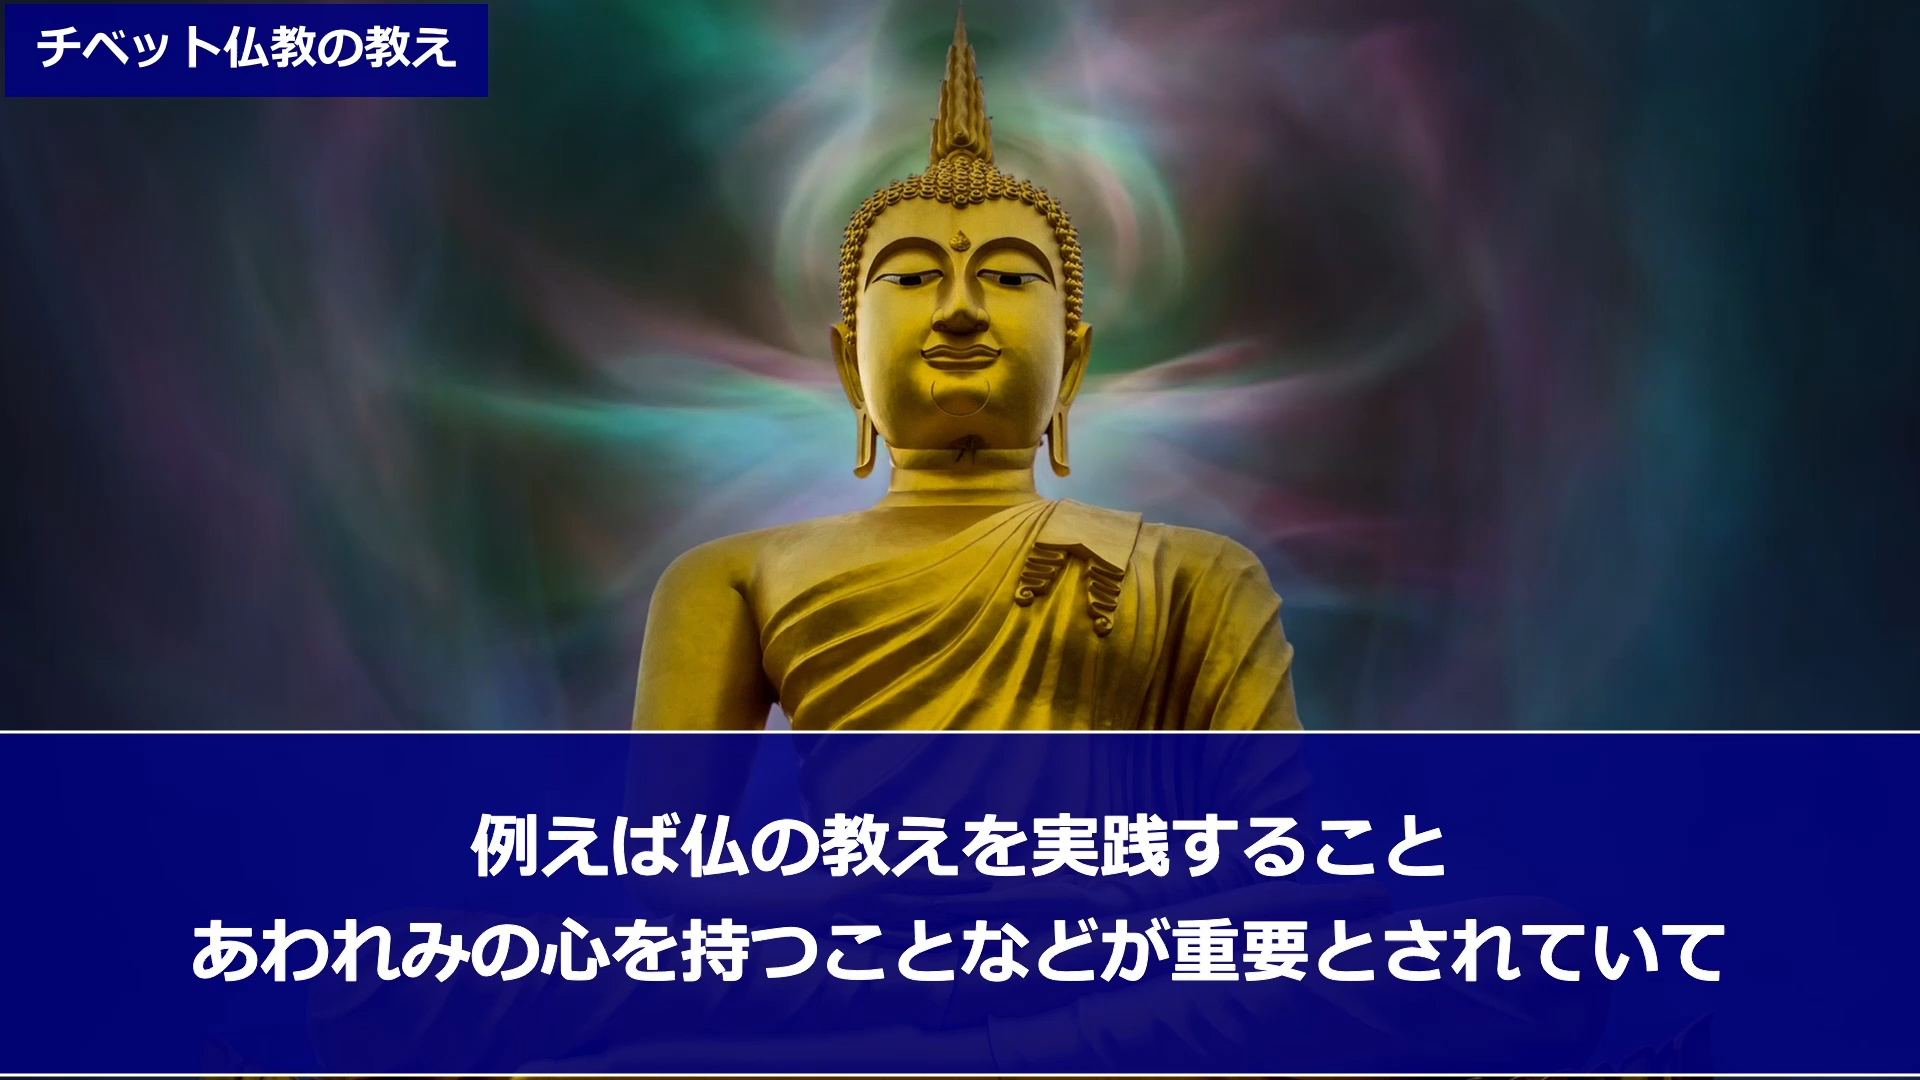 チベット仏教の教え
例えば仏の教えを実践すること
あわれみの心を持つことなどが重要とされていて